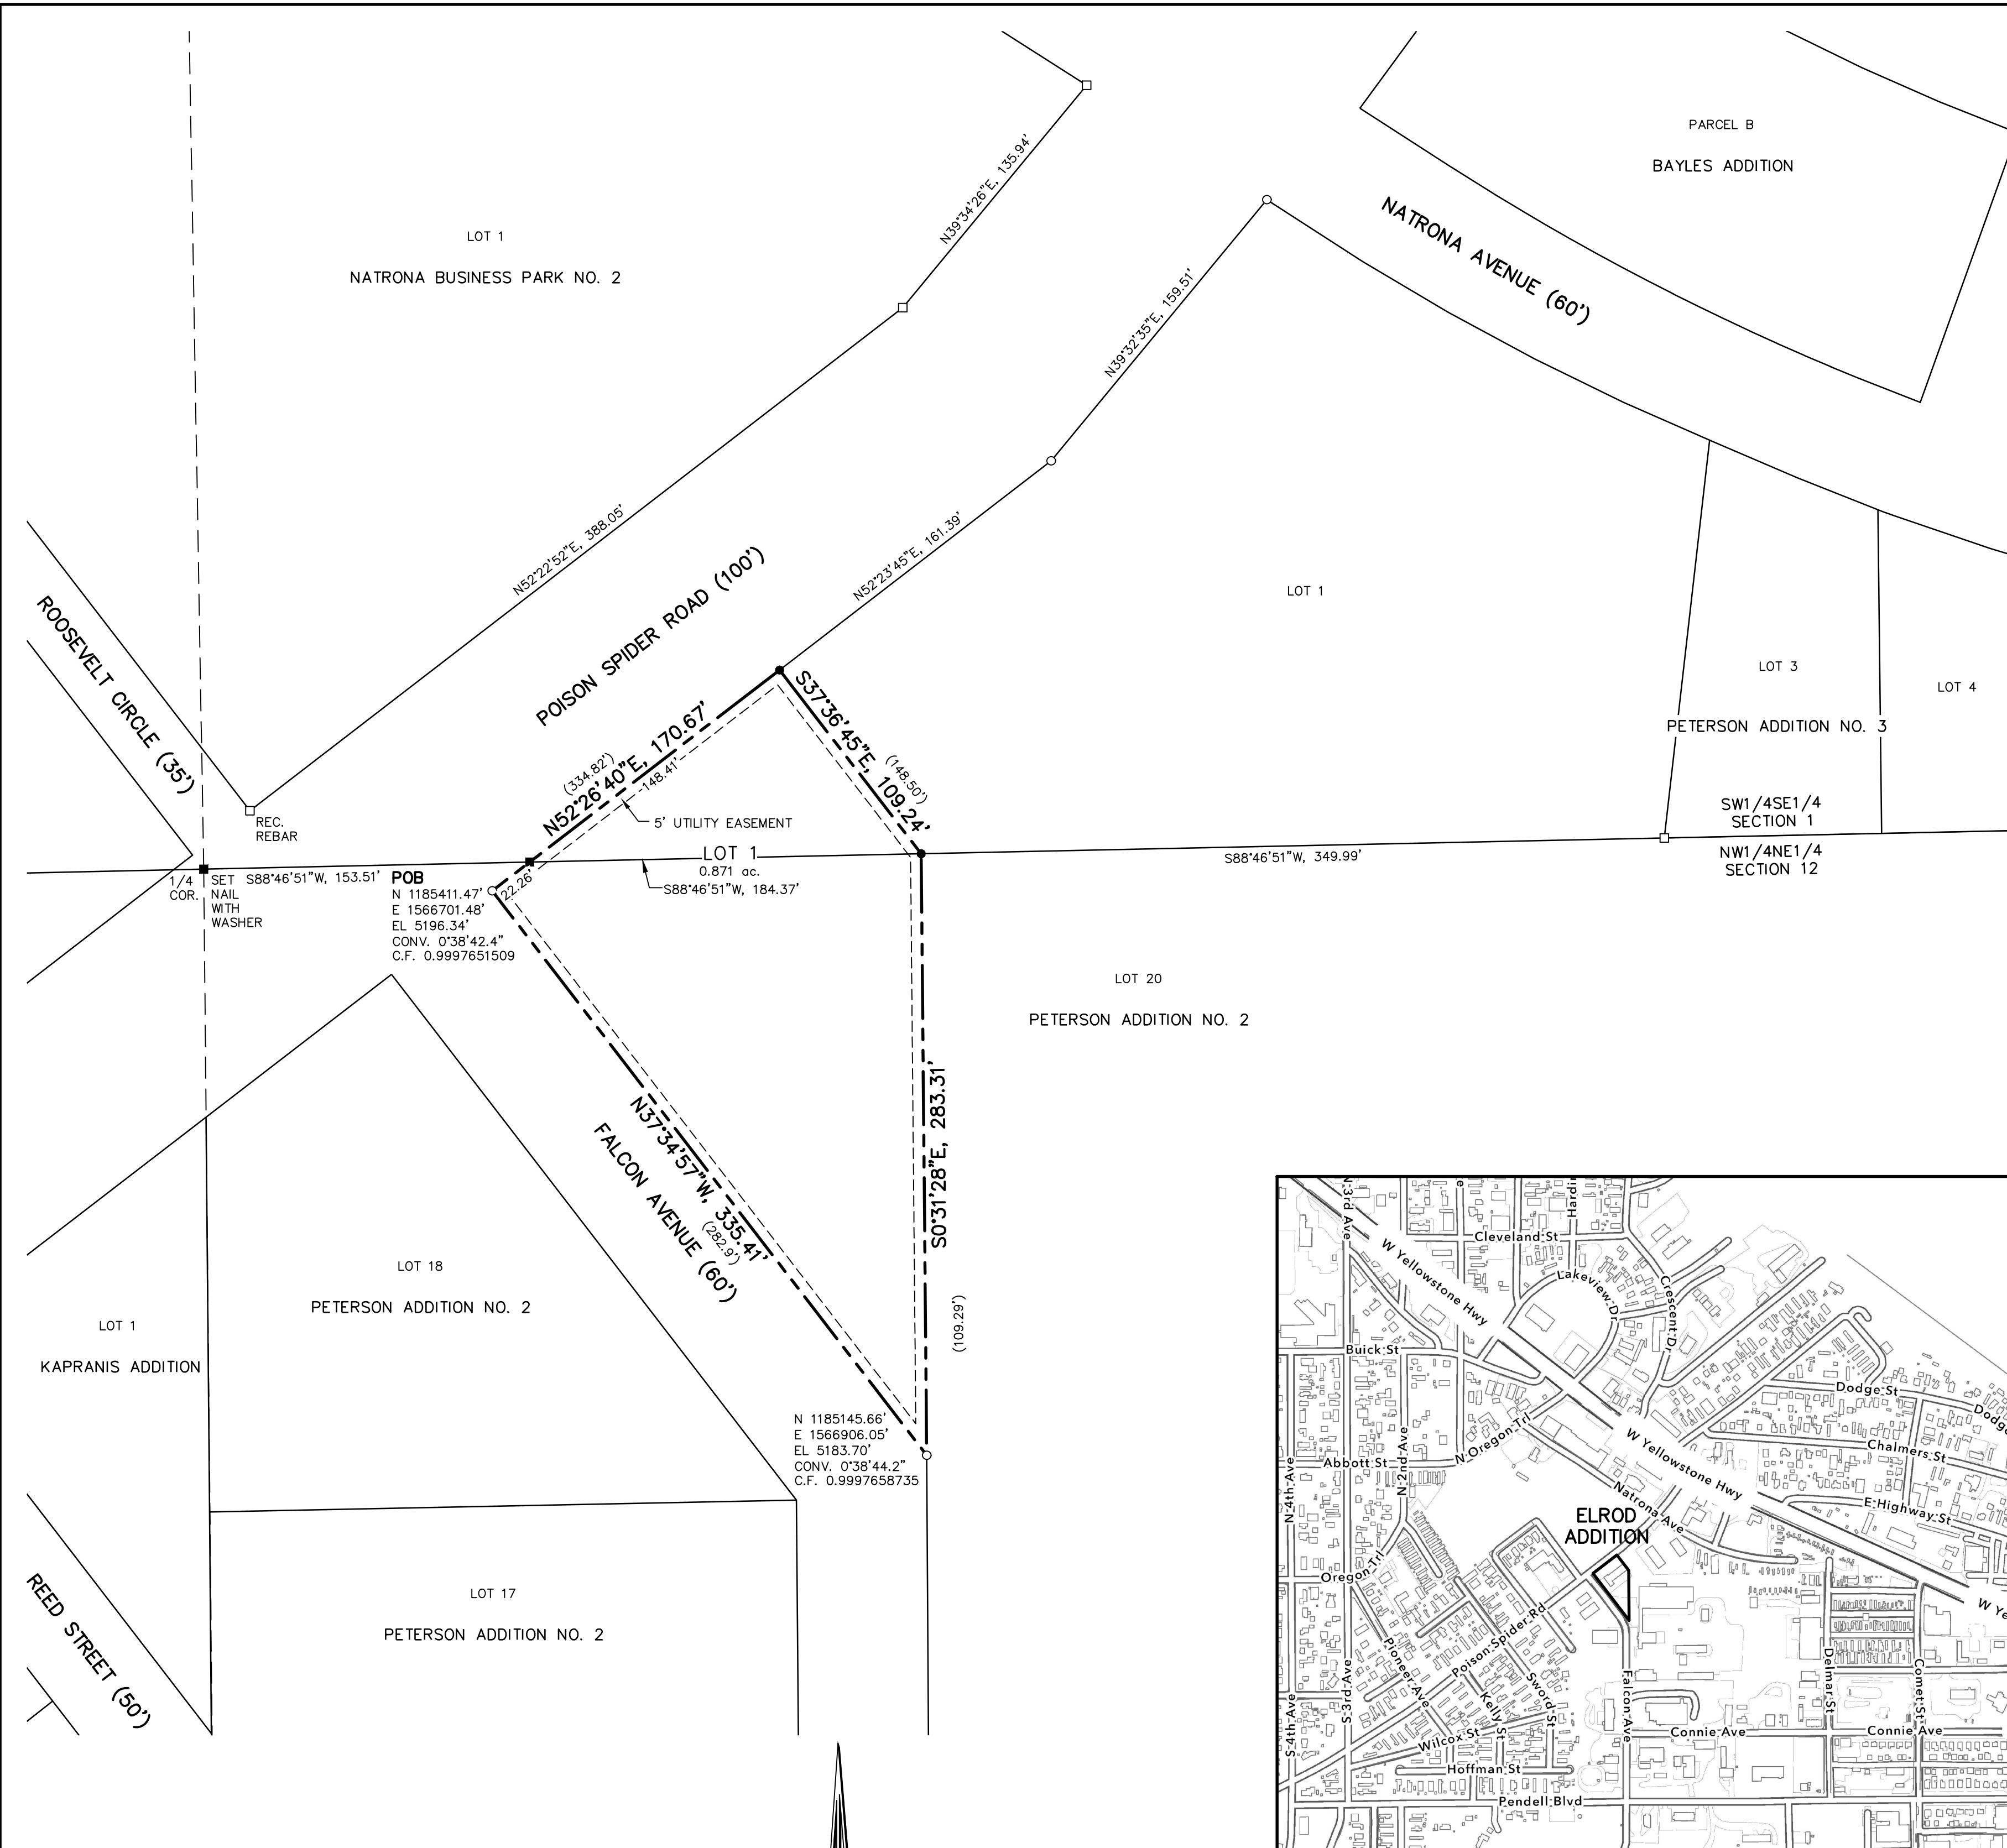 PARCEL B
BAYLES ADDITION
N39°34'26"E, 135.94'
NATRONA AVENUE (60')
LOT 1
NATRONA BUSINESS PARK NO. 2
N39°32'35"E, 159.51'
N52°22'52"E, 388.05'
N52°23'45"E, 161.39'
POISON SPIDER ROAD (100')
ROOSEVELT CIRCLE (35')
LOT 1
LOT 3
LOT 4
PETERSON ADDITION NO. 3
S37°36'45"E, 109.24'
(148.50')
(334.82')
N52°26'40"E, 170.67'
148.41'
5' UTILITY EASEMENT
REC.
REBAR
SW1/4SE1/4
SECTION 1
NW1/4NE1/4
SECTION 12
LOT 1
0.871 ac.
S88°46'51"W, 184.37'
S88°46'51"W, 349.99'
1/4
COR.
SET
NAIL
WITH
WASHER
S88°46'51"W, 153.51'
22.26'
POB
N 1185411.47'
E 1566701.48'
EL 5196.34'
CONV. 0°38'42.4"
C.F. 0.9997651509
LOT 20
PETERSON ADDITION NO. 2
N37°34'57"W, 335.41'
(282.9')
FALCON AVENUE (60')
S0°31'28"E, 283.31'
(109.29')
LOT 18
PETERSON ADDITION NO. 2
LOT 1
KAPRANIS ADDITION
N 1185145.66'
E 1566906.05'
EL 5183.70'
CONV. 0°38'44.2"
C.F. 0.9997658735
LOT 17
PETERSON ADDITION NO. 2
REED STREET (50')
N 3rd Ave
Hardin
Cleveland St
W Yellowstone Hwy
Lakeview Dr
Crescent Dr
Buick St
Dodge St
Dodge
N 2nd Ave
N Oregon Trl
Abbott St
N 4th Ave
W Yellowstone Hwy
Chalmers St
Natrona Ave
E Highway St
ELROD
ADDITION
Oregon Trl
W Ye
Poison Spider Rd
Pioneer Ave
S 3rd Ave
S 4th Ave
Kelly St
Sword St
Wilcox St
Falcon Ave
Delmar St
Comet St
Connie Ave
Connie Ave
Hoffman St
Pendell Blvd